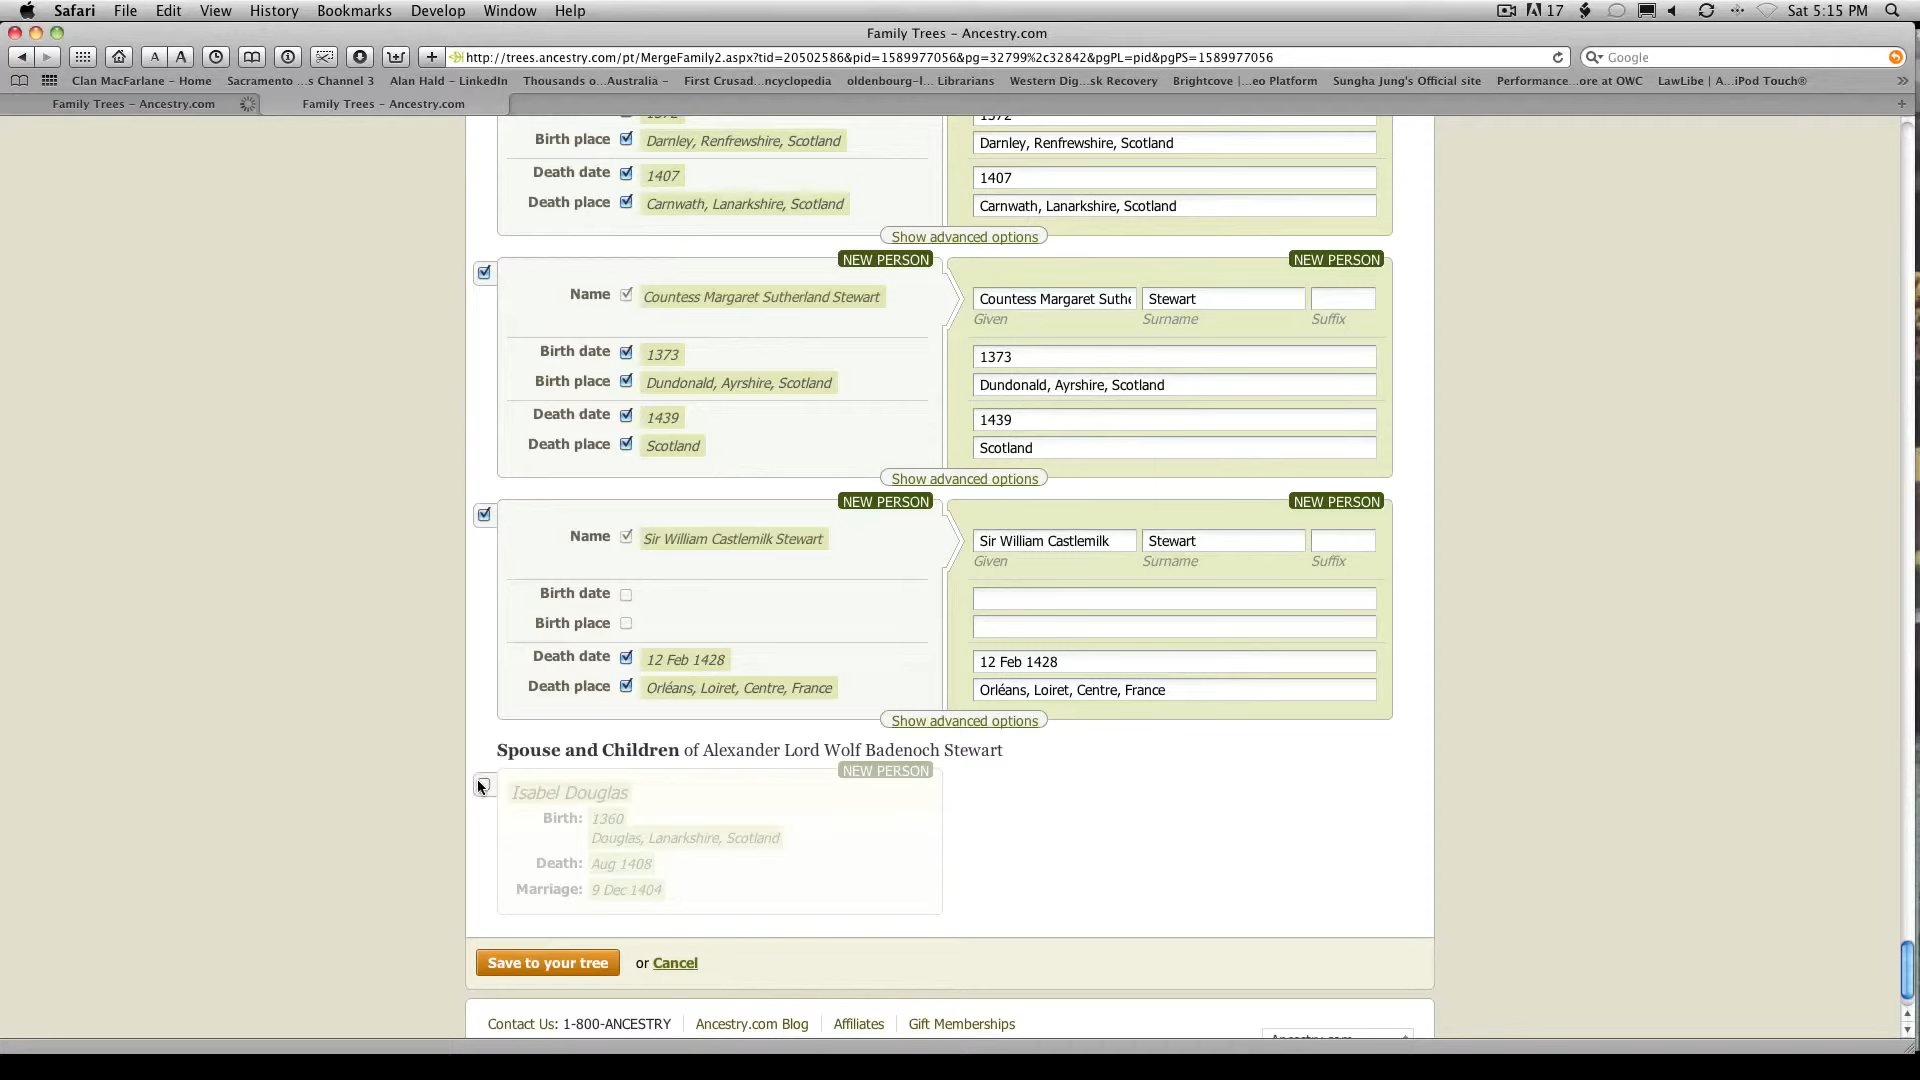 Safari File Edit View History Bookmarks Develop Window Help 17 Sat 5:15 PM
Family Trees – Ancestry.com
A A http://trees.ancestry.com/pt/MergeFamily2.aspx?tid=20502586&pid=1589977056&pg=32799%2c32842&pgPL=pid&pgPS=1589977056 Google
Clan MacFarlane - Home Sacramento ...s Channel 3 Alan Hald - LinkedIn Thousands o...Australia - First Crusad...ncyclopedia oldenbourg-l... Librarians Western Dig...sk Recovery Brightcove |...eo Platform Sungha Jung's Official site Performance...ore at OWC LawLibe | A...iPod Touch® »
Family Trees – Ancestry.com Family Trees – Ancestry.com +
1372 1372
Birth place Darnley, Renfrewshire, Scotland Darnley, Renfrewshire, Scotland
Death date 1407 1407
Death place Carnwath, Lanarkshire, Scotland Carnwath, Lanarkshire, Scotland
Show advanced options
NEW PERSON NEW PERSON
Name Countess Margaret Sutherland Stewart Countess Margaret Suthe Stewart
Given Surname Suffix
Birth date 1373 1373
Birth place Dundonald, Ayrshire, Scotland Dundonald, Ayrshire, Scotland
Death date 1439 1439
Death place Scotland Scotland
Show advanced options
NEW PERSON NEW PERSON
Name Sir William Castlemilk Stewart Sir William Castlemilk Stewart
Given Surname Suffix
Birth date
Birth place
Death date 12 Feb 1428 12 Feb 1428
Death place Orléans, Loiret, Centre, France Orléans, Loiret, Centre, France
Show advanced options
Spouse and Children of Alexander Lord Wolf Badenoch Stewart
NEW PERSON
Isabel Douglas
Birth: 1360
Douglas, Lanarkshire, Scotland
Death: Aug 1408
Marriage: 9 Dec 1404
Save to your tree or Cancel
Contact Us: 1-800-ANCESTRY Ancestry.com Blog Affiliates Gift Memberships
Ancestry.com